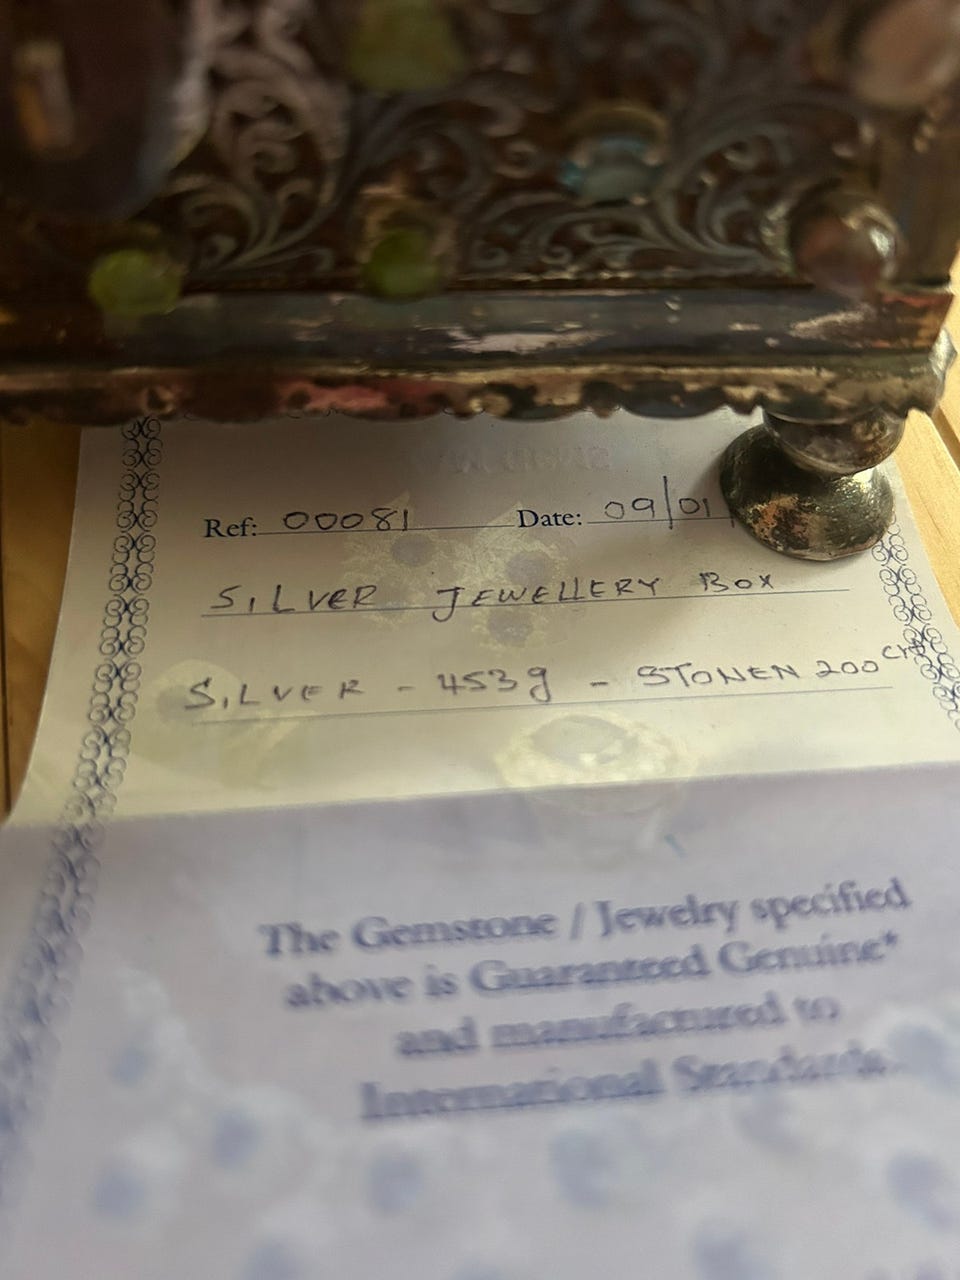 Ref: 00081 Date: 09/01
SILVER JEWELLERY BOX
SILVER - 453g - STONEN 200 cts
The Gemstone / Jewelry specified
above is Guaranteed Genuine*
and manufactured to
International Standards.